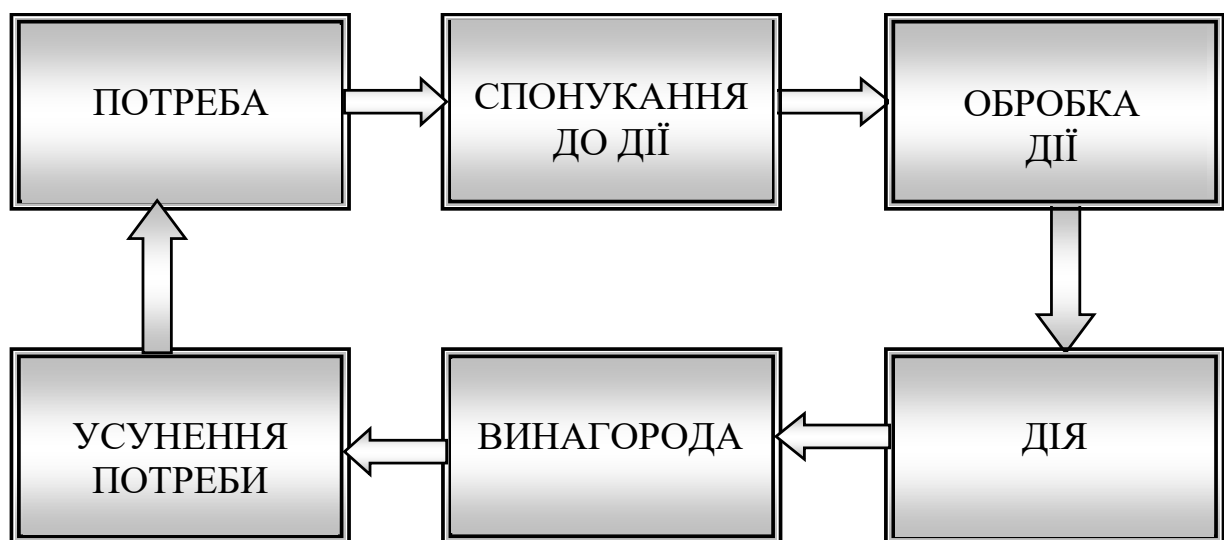 ПОТРЕБА
СПОНУКАННЯ
ДО ДІЇ
ОБРОБКА
ДІЇ
УСУНЕННЯ
ПОТРЕБИ
ВИНАГОРОДА
ДІЯ